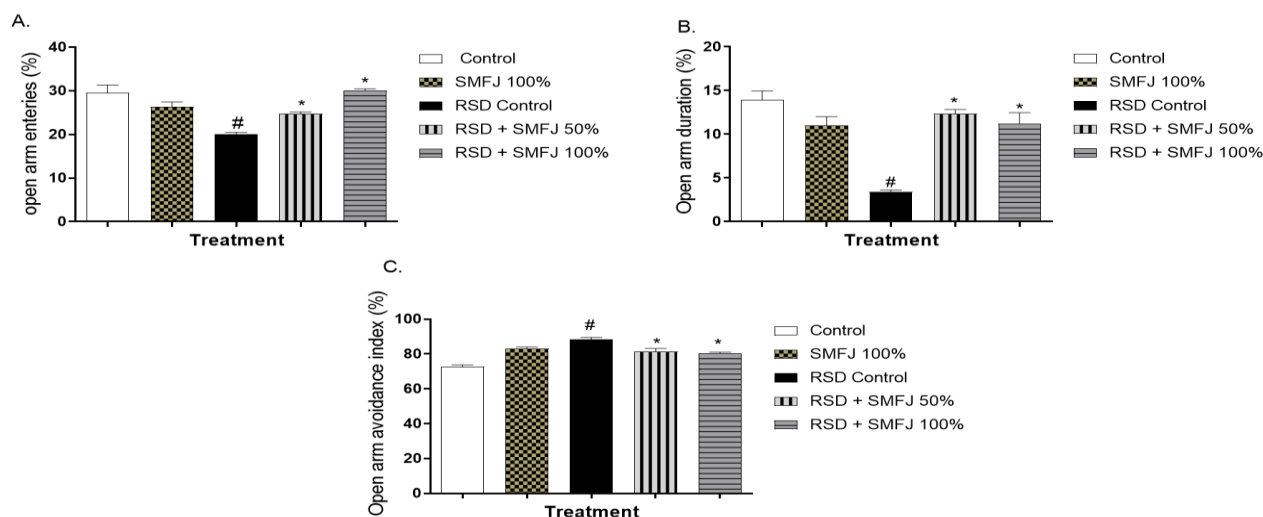 A.
open arm enteries (%)
40
30
20
10
0
#
*
*
Treatment
Control
SMFJ 100%
RSD Control
RSD + SMFJ 50%
RSD + SMFJ 100%
B.
Open arm duration (%)
20
15
10
5
0
#
*
*
Treatment
Control
SMFJ 100%
RSD Control
RSD + SMFJ 50%
RSD + SMFJ 100%
C.
Open arm avoidance index (%)
100
80
60
40
20
0
#
*
*
Treatment
Control
SMFJ 100%
RSD Control
RSD + SMFJ 50%
RSD + SMFJ 100%